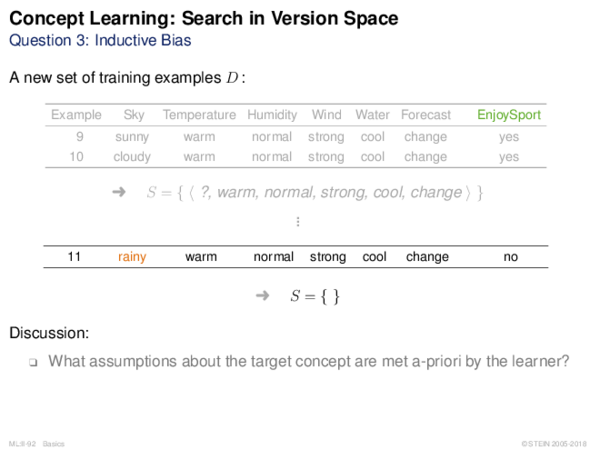 Concept Learning: Search in Version Space
Question 3: Inductive Bias
A new set of training examples D :
Example Sky Temperature Humidity Wind Water Forecast EnjoySport
9 sunny warm normal strong cool change yes
10 cloudy warm normal strong cool change yes
➜ S = { ⟨ ?, warm, normal, strong, cool, change ⟩ }
⋮
11 rainy warm normal strong cool change no
➜ S = { }
Discussion:
❑ What assumptions about the target concept are met a-priori by the learner?
ML:II-92 Basics © STEIN 2005-2018